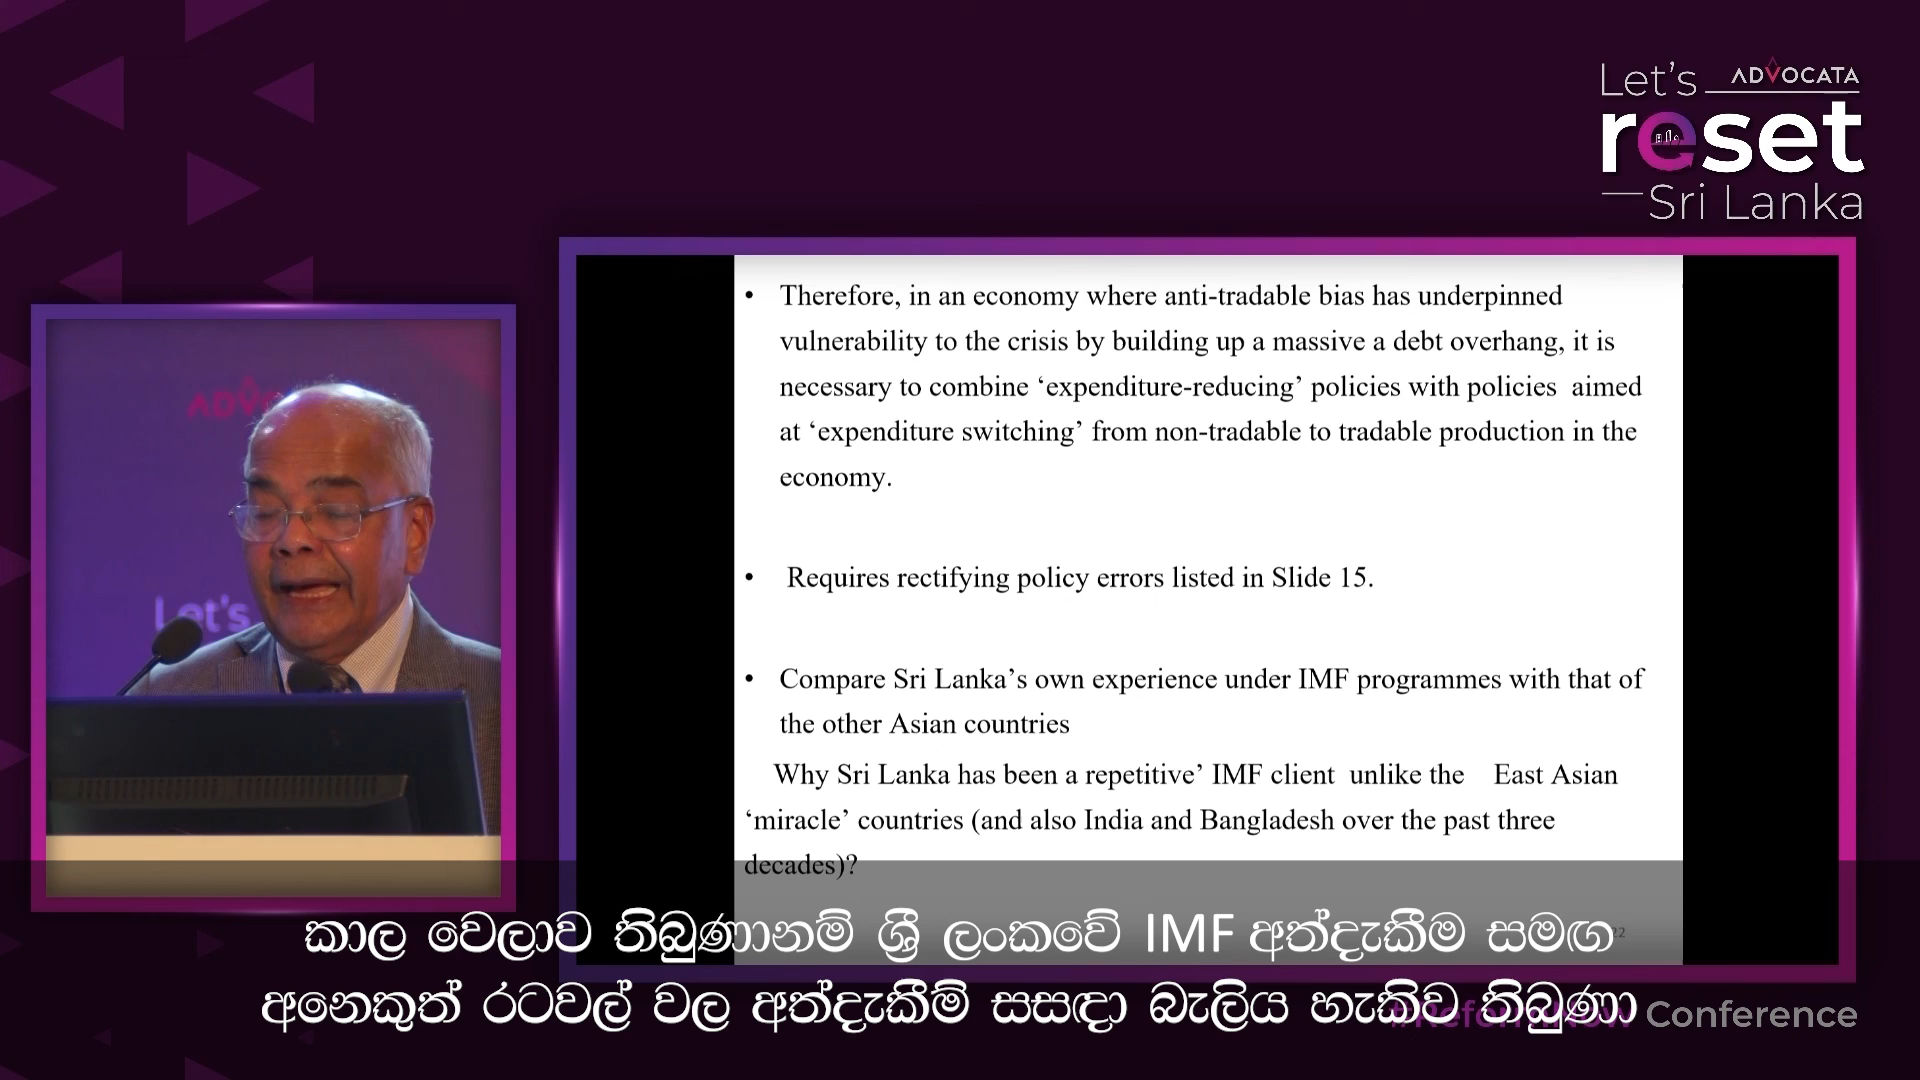 Let's
ADVOCATA
reset
Sri Lanka
ADVOCATA
Let's
• Therefore, in an economy where anti-tradable bias has underpinned
vulnerability to the crisis by building up a massive a debt overhang, it is
necessary to combine ‘expenditure-reducing’ policies with policies aimed
at ‘expenditure switching’ from non-tradable to tradable production in the
economy.
• Requires rectifying policy errors listed in Slide 15.
• Compare Sri Lanka’s own experience under IMF programmes with that of
the other Asian countries
Why Sri Lanka has been a repetitive’ IMF client unlike the East Asian
‘miracle’ countries (and also India and Bangladesh over the past three
decades)?
22
කාල වෙලාව තිබුණානම් ශ්‍රී ලංකවේ IMF අත්දැකීම සමඟ
අනෙකුත් රටවල් වල අත්දැකීම් සසඳා බැලිය හැකිව තිබුණා
#ReformNow Conference